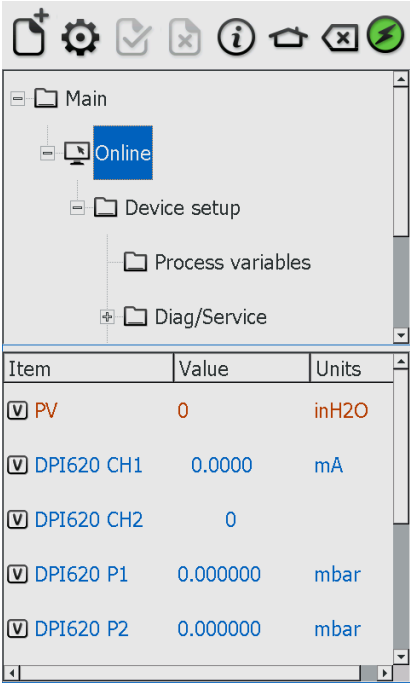 Main
Online
Device setup
Process variables
Diag/Service
Item Value Units
V PV 0 inH2O
V DPI620 CH1 0.0000 mA
V DPI620 CH2 0
V DPI620 P1 0.000000 mbar
V DPI620 P2 0.000000 mbar